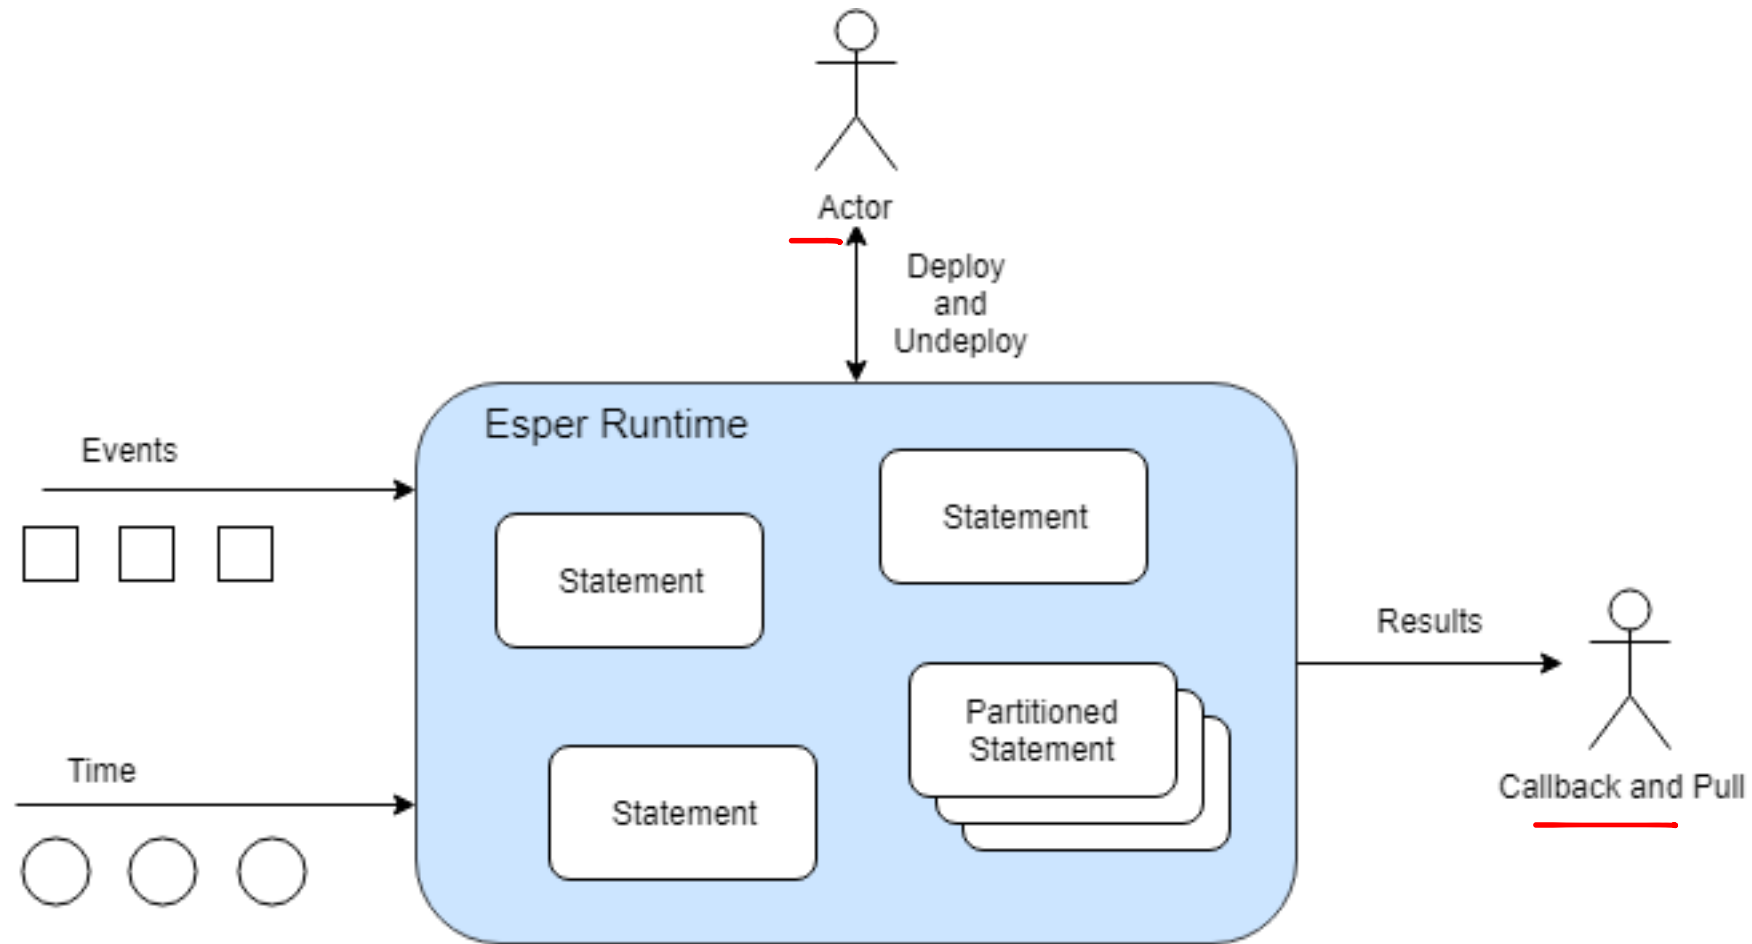 Actor
Deploy
and
Undeploy
Esper Runtime
Events
Statement
Statement
Results
Partitioned
Statement
Time
Statement
Callback and Pull